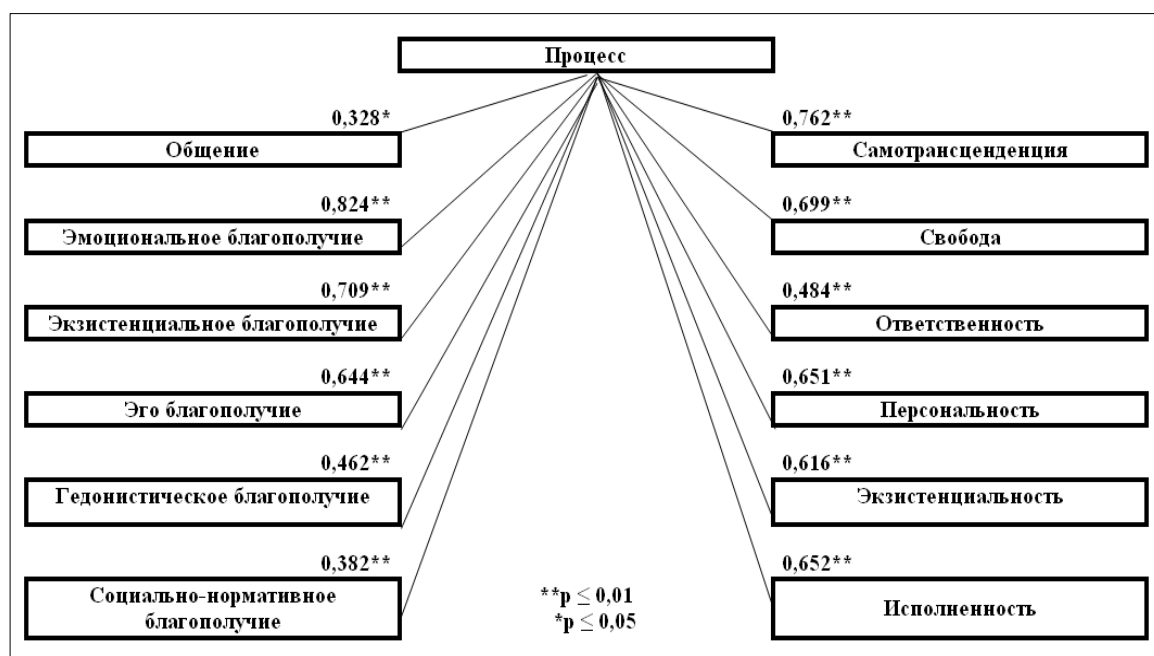 Процесс
0,328*
Общение
0,762**
Самотрансценденция
0,824**
Эмоциональное благополучие
0,699**
Свобода
0,709**
Экзистенциальное благополучие
0,484**
Ответственность
0,644**
Эго благополучие
0,651**
Персональность
0,462**
Гедонистическое благополучие
0,616**
Экзистенциальность
0,382**
Социально-нормативное
благополучие
0,652**
Исполненность
**p ≤ 0,01
*p ≤ 0,05